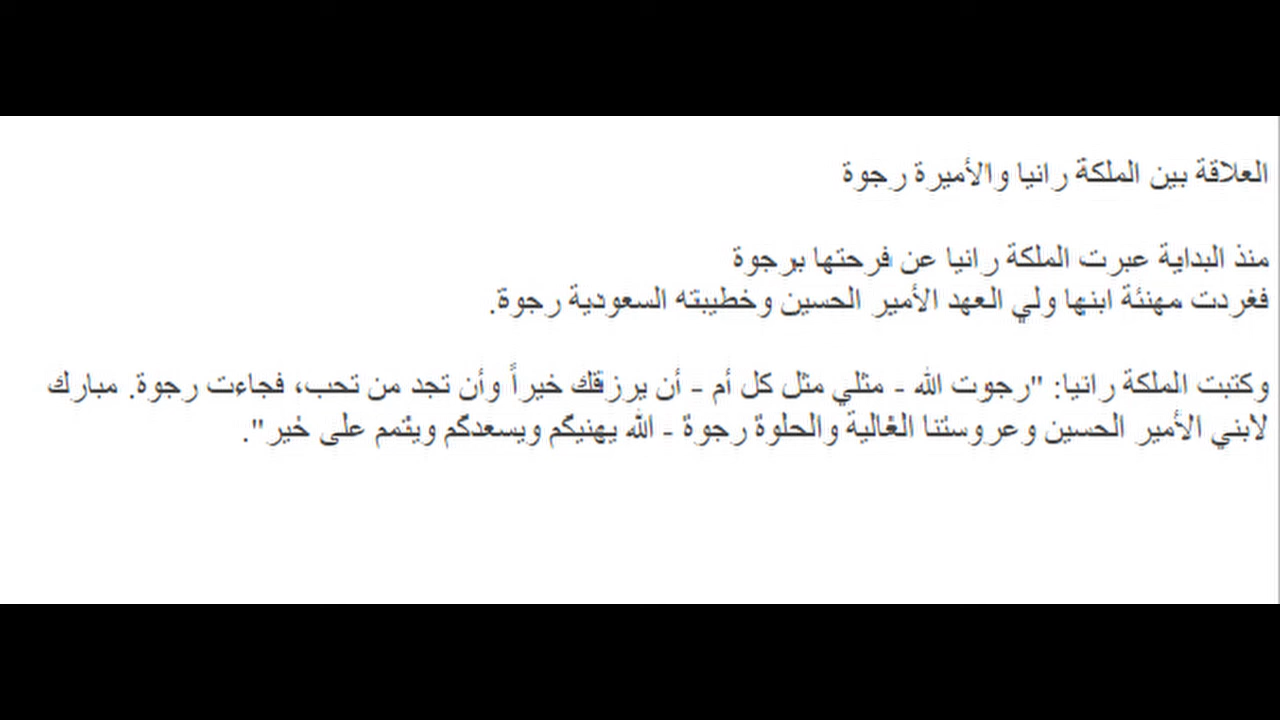 العلاقة بين الملكة رانيا والأميرة رجوة
منذ البداية عبرت الملكة رانيا عن فرحتها برجوة
فغردت مهنئة ابنها ولي العهد الأمير الحسين وخطيبته السعودية رجوة.
وكتبت الملكة رانيا: "رجوت الله - مثلي مثل كل أم - أن يرزقك خيراً وأن تجد من تحب، فجاءت رجوة. مبارك
لابني الأمير الحسين وعروستنا الغالية والحلوة رجوة - الله يهنيكم ويسعدكم ويتمم على خير".